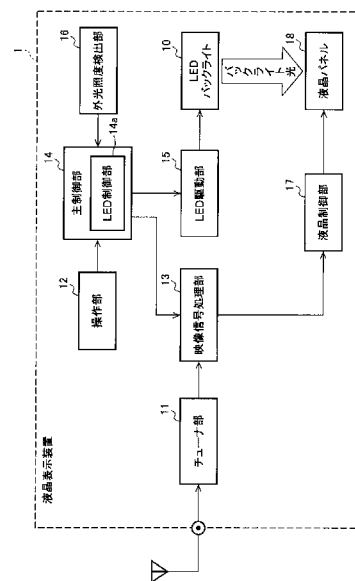 液晶表示装置
1
チューナ部
11
操作部
12
映像信号処理部
13
主制御部
14
LED制御部
14a
外光照度検出部
16
LED駆動部
15
LED
バックライト
10
バックライト光
液晶制御部
17
液晶パネル
18